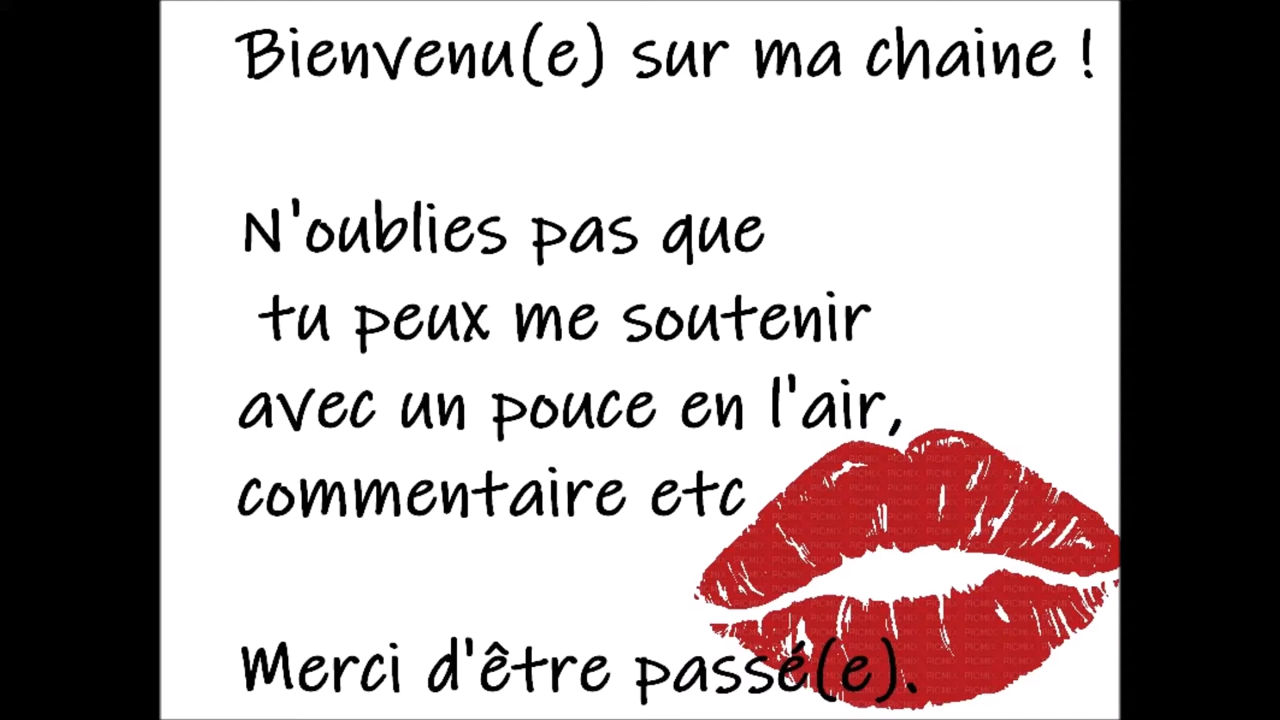 Bienvenu(e) sur ma chaine !
N'oublies pas que
tu peux me soutenir
avec un pouce en l'air,
commentaire etc
Merci d'être passé(e).